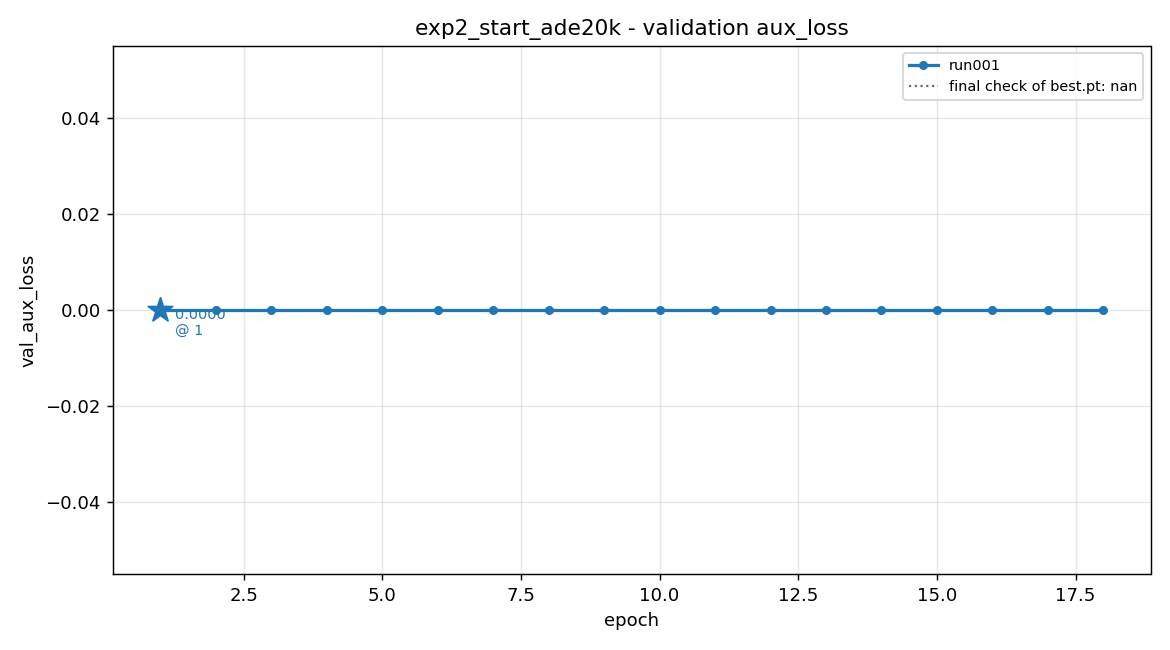 exp2_start_ade20k - validation aux_loss
run001
final check of best.pt: nan
0.04
0.02
0.00
−0.02
−0.04
val_aux_loss
0.0000
@ 1
2.5 5.0 7.5 10.0 12.5 15.0 17.5
epoch